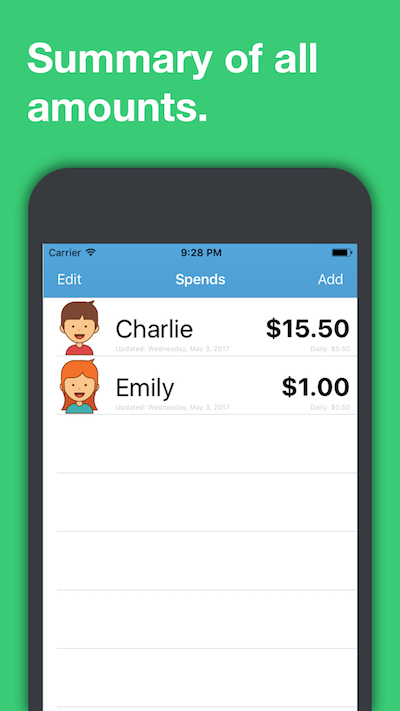 Summary of all
amounts.
Carrier 9:28 PM
Edit Spends Add
Charlie $15.50
Updated: Wednesday, May 3, 2017 Daily: $0.50
Emily $1.00
Updated: Wednesday, May 3, 2017 Daily: $0.50